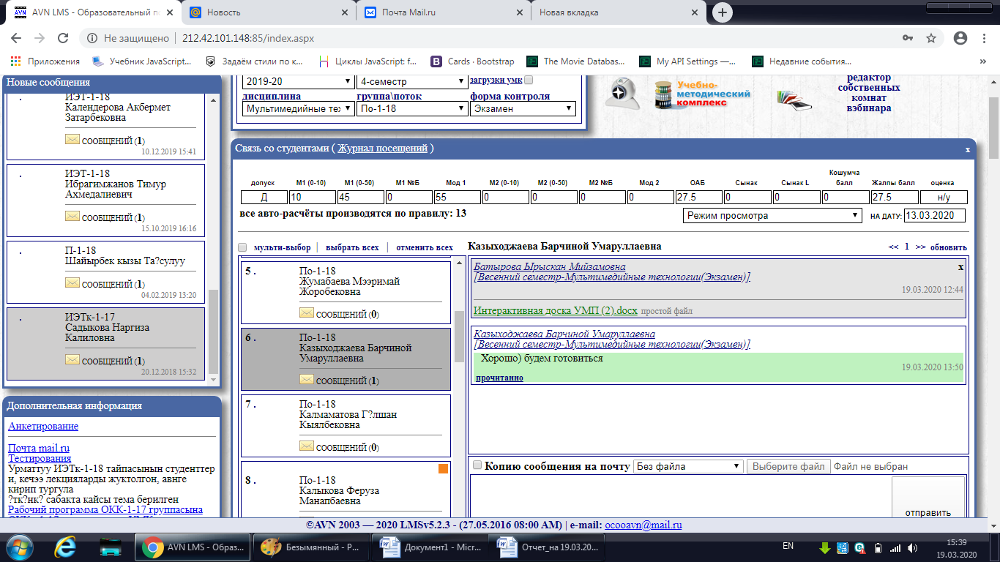 AVN LMS - Образовательный п
Новость
Почта Mail.ru
Новая вкладка
Не защищено | 212.42.101.148:85/index.aspx
Приложения
Учебник JavaScript...
Задаём стили по к...
Циклы JavaScript: f...
Cards · Bootstrap
The Movie Databas...
My API Settings —...
Недавние события...
Новые сообщения
ИЭТ-1-18
Календерова Акбермет
Затарбековна
СООБЩЕНИЙ (1)
10.12.2019 15:41
ИЭТ-1-18
Ибрагимжанов Тимур
Ахмедалиевич
СООБЩЕНИЙ (1)
15.10.2019 16:16
П-1-18
Шайырбек кызы Та?сулуу
СООБЩЕНИЙ (1)
04.02.2019 13:20
ИЭТк-1-17
Садыкова Наргиза
Калиловна
СООБЩЕНИЙ (1)
20.12.2018 15:32
Дополнительная информация
Анкетирование
Почта mail.ru
Тестирования
Урматтуу ИЭТк-1-18 тайпасынын студенттер
и, кечээ лекцияларды жуктолгон, авнге
кирип тургула
?тк?нк? сабакта кайсы тема берилген
Рабочий программа ОКК-1-17 группасына
2019-20
4-семестр
загрузки умк
дисциплина
группа\поток
форма контроля
Мультимедийные тех
По-1-18
Экзамен
Учебно-
методический
комплекс
редактор
собственных
комнат
вэбинара
Связь со студентами ( Журнал посещений )
x
допуск М1 (0-10) М1 (0-50) М1 №Б Мод 1 М2 (0-10) М2 (0-50) М2 №Б Мод 2 ОАБ Сынак Сынак L Кошумча балл Жалпы балл оценка
Д 10 45 0 55 0 0 0 0 27.5 0 0 0 27.5 н/у
все авто-расчёты производятся по правилу: 13
Режим просмотра
НА ДАТУ: 13.03.2020
мульти-выбор | выбрать всех | отменить всех
5 .
По-1-18
Жумабаева Мээримай
Жоробековна
СООБЩЕНИЙ (0)
6 .
По-1-18
Казыходжаева Барчиной
Умаруллаевна
СООБЩЕНИЙ (1)
7 .
По-1-18
Калмаматова Г?лшан
Кыялбековна
СООБЩЕНИЙ (0)
8 .
По-1-18
Калыкова Феруза
Манапбаевна
Казыходжаева Барчиной Умаруллаевна
<< 1 >> обновить
Батырова Ырыскан Мийзамовна
x
[Весенний семестр-Мультимедийные технологии(Экзамен)]
19.03.2020 12:44
Интерактивная доска УМП (2).docx простой файл
Казыходжаева Барчиной Умаруллаевна
[Весенний семестр-Мультимедийные технологии(Экзамен)]
Хорошо) будем готовиться
19.03.2020 13:50
прочитанно
Копию сообщения на почту
Без файла
Выберите файл
Файл не выбран
отправить
©AVN 2003 — 2020 LMSv5.2.3 - (27.05.2016 08:00 AM) | e-mail: ocooavn@mail.ru
AVN LMS - Образ...
Безымянный - P...
Документ1 - Micr...
Отчет_на 19.03.20...
EN
15:39
19.03.2020